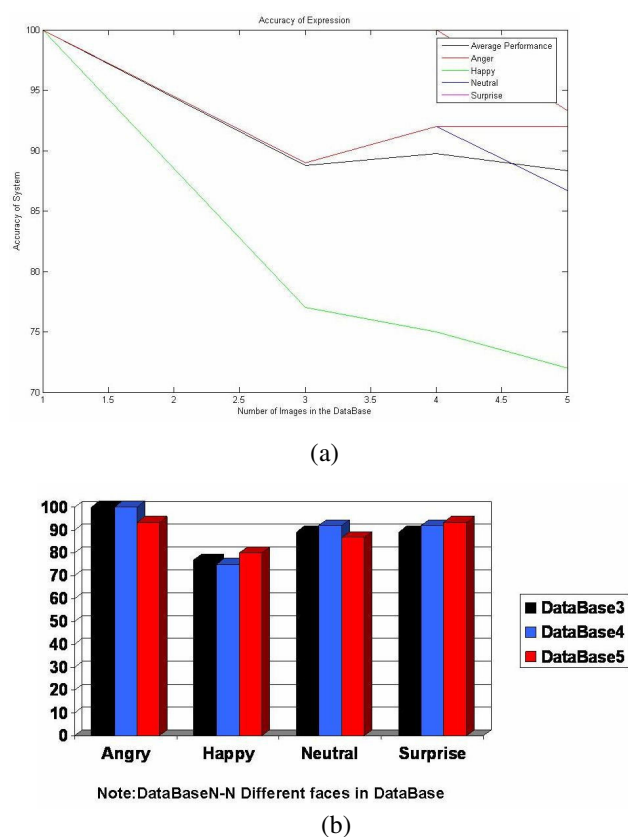 Accuracy of Expression
100
95
90
85
80
75
70
Accuracy of System
Average Performance
Anger
Happy
Neutral
Surprise
1 1.5 2 2.5 3 3.5 4 4.5 5
Number of Images in the DataBase
(a)
100
90
80
70
60
50
40
30
20
10
0
Angry Happy Neutral Surprise
DataBase3
DataBase4
DataBase5
Note:DataBaseN-N Different faces in DataBase
(b)